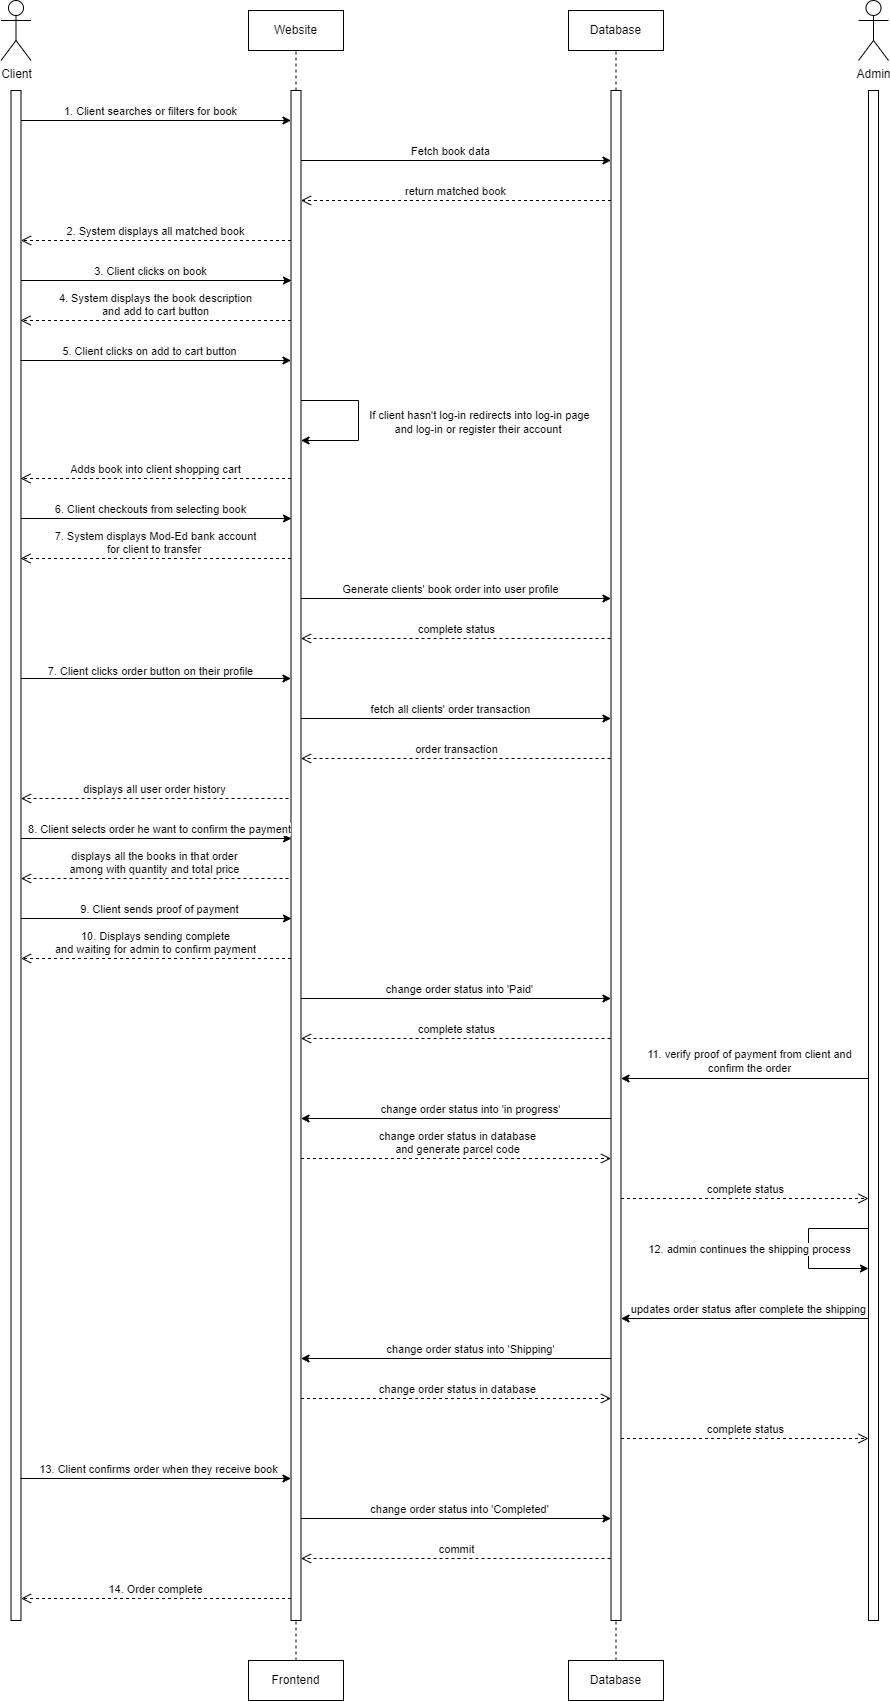 Website
Database
Client
Admin
1. Client searches or filters for book
Fetch book data
return matched book
2. System displays all matched book
3. Client clicks on book
4. System displays the book description
and add to cart button
5. Client clicks on add to cart button
If client hasn't log-in redirects into log-in page
and log-in or register their account
Adds book into client shopping cart
6. Client checkouts from selecting book
7. System displays Mod-Ed bank account
for client to transfer
Generate clients' book order into user profile
complete status
7. Client clicks order button on their profile
fetch all clients' order transaction
order transaction
displays all user order history
8. Client selects order he want to confirm the payment
displays all the books in that order
among with quantity and total price
9. Client sends proof of payment
10. Displays sending complete
and waiting for admin to confirm payment
change order status into 'Paid'
complete status
11. verify proof of payment from client and
confirm the order
change order status into 'in progress'
change order status in database
and generate parcel code
complete status
12. admin continues the shipping process
updates order status after complete the shipping
change order status into 'Shipping'
change order status in database
complete status
13. Client confirms order when they receive book
change order status into 'Completed'
commit
14. Order complete
Frontend
Database